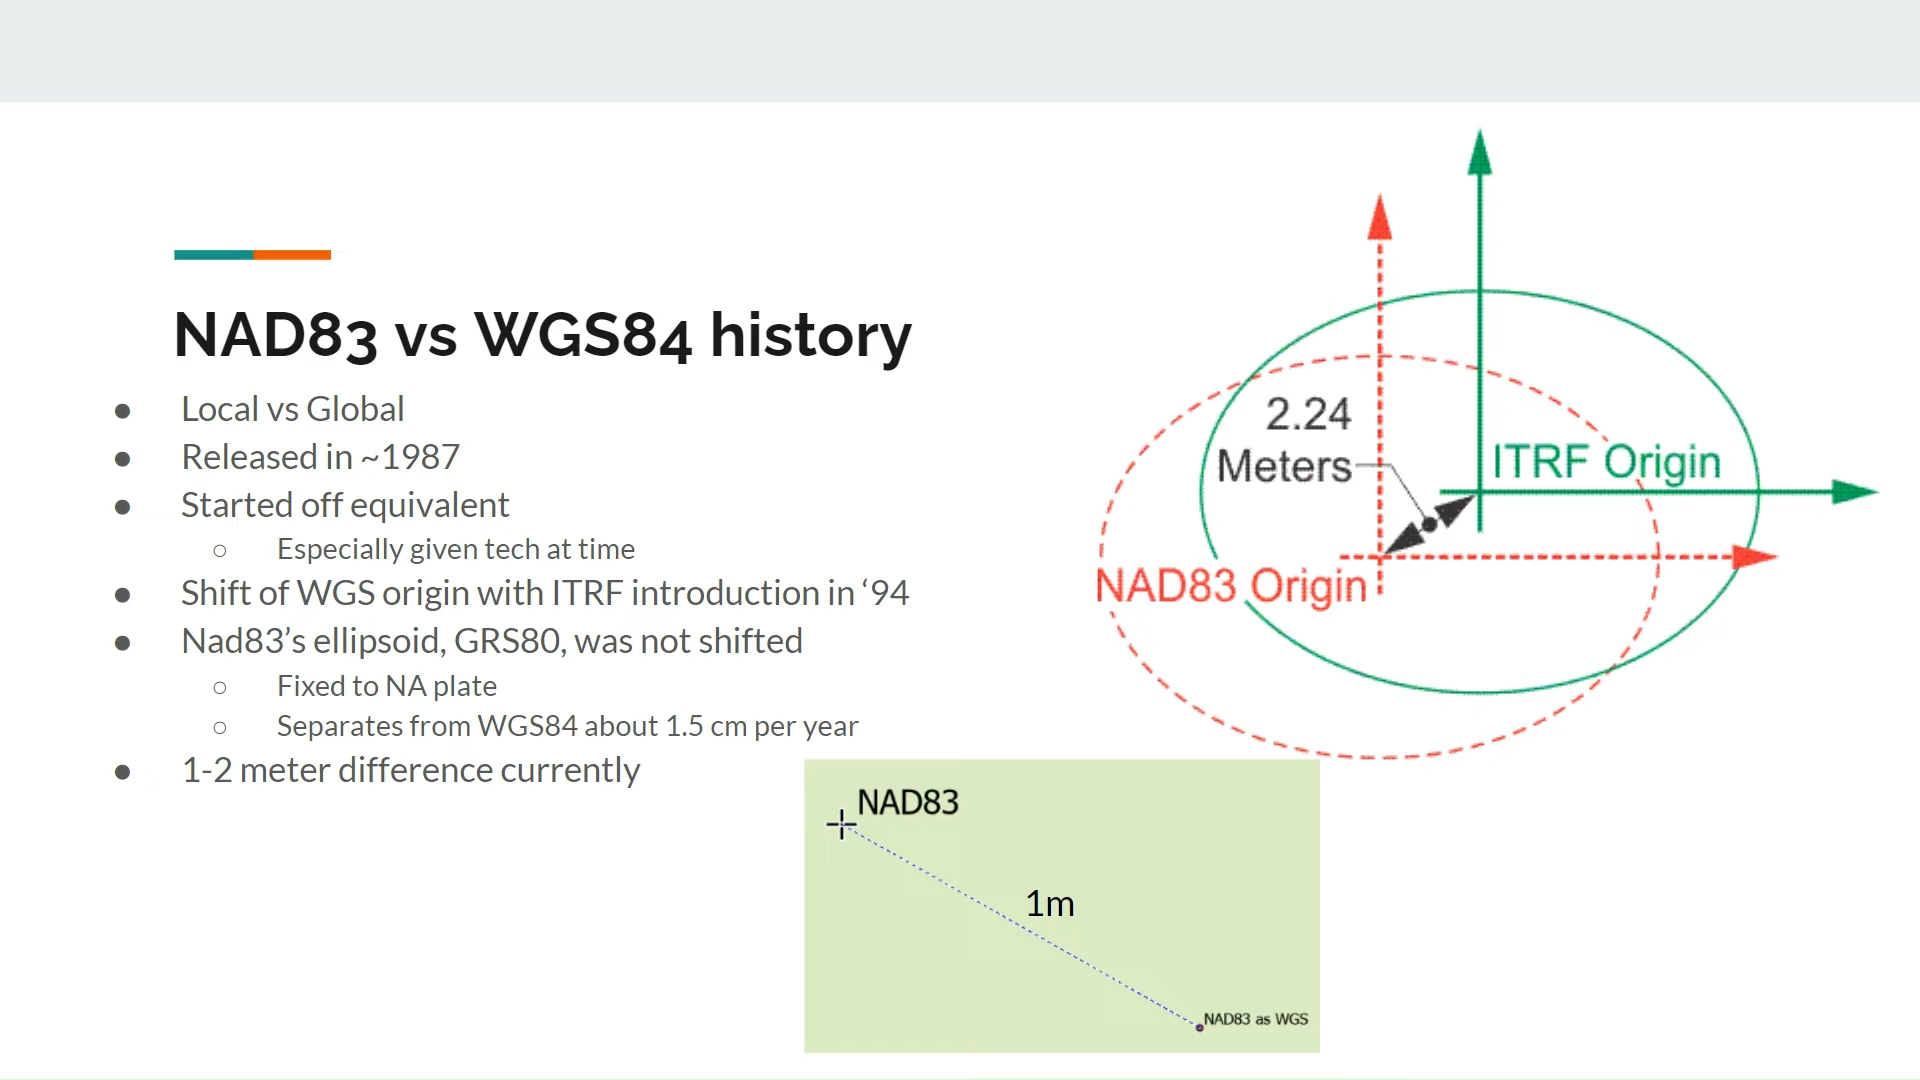 NAD83 vs WGS84 history
● Local vs Global
● Released in ~1987
● Started off equivalent
○ Especially given tech at time
● Shift of WGS origin with ITRF introduction in ‘94
● Nad83’s ellipsoid, GRS80, was not shifted
○ Fixed to NA plate
○ Separates from WGS84 about 1.5 cm per year
● 1-2 meter difference currently
2.24
Meters
ITRF Origin
NAD83 Origin
NAD83
1m
NAD83 as WGS